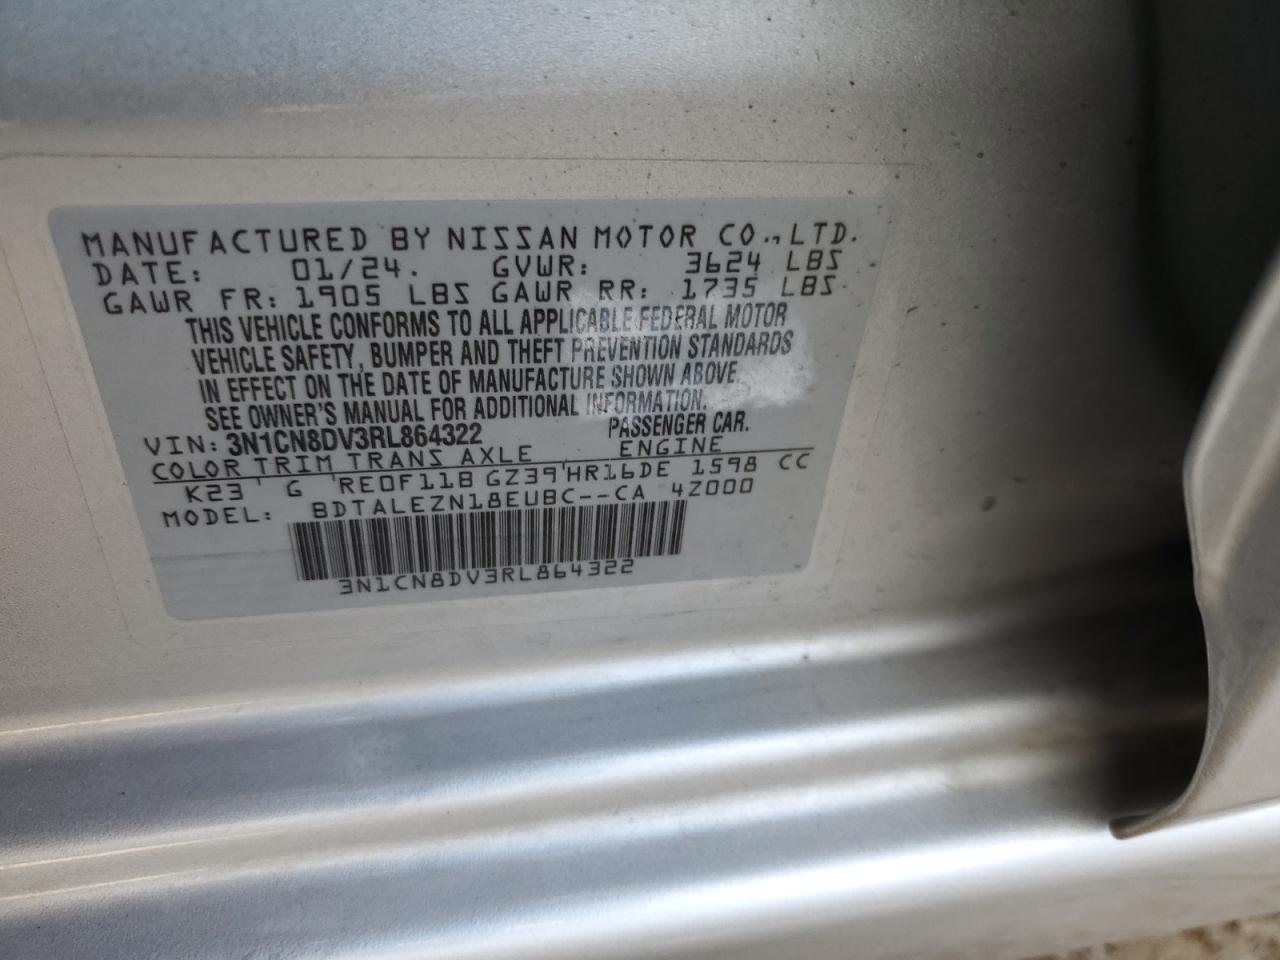 MANUFACTURED BY NISSAN MOTOR CO., LTD.
DATE: 01/24. GVWR: 3624 LBS
GAWR FR: 1905 LBS GAWR RR: 1735 LBS
THIS VEHICLE CONFORMS TO ALL APPLICABLE FEDERAL MOTOR
VEHICLE SAFETY, BUMPER AND THEFT PREVENTION STANDARDS
IN EFFECT ON THE DATE OF MANUFACTURE SHOWN ABOVE.
SEE OWNER'S MANUAL FOR ADDITIONAL INFORMATION.
VIN: 3N1CN8DV3RL864322 PASSENGER CAR.
COLOR TRIM TRANS AXLE ENGINE
K23 G RE0F11B GZ39 HR16DE 1598 CC
MODEL: BDTALEZN18EUBC--CA 4Z000
3N1CN8DV3RL864322